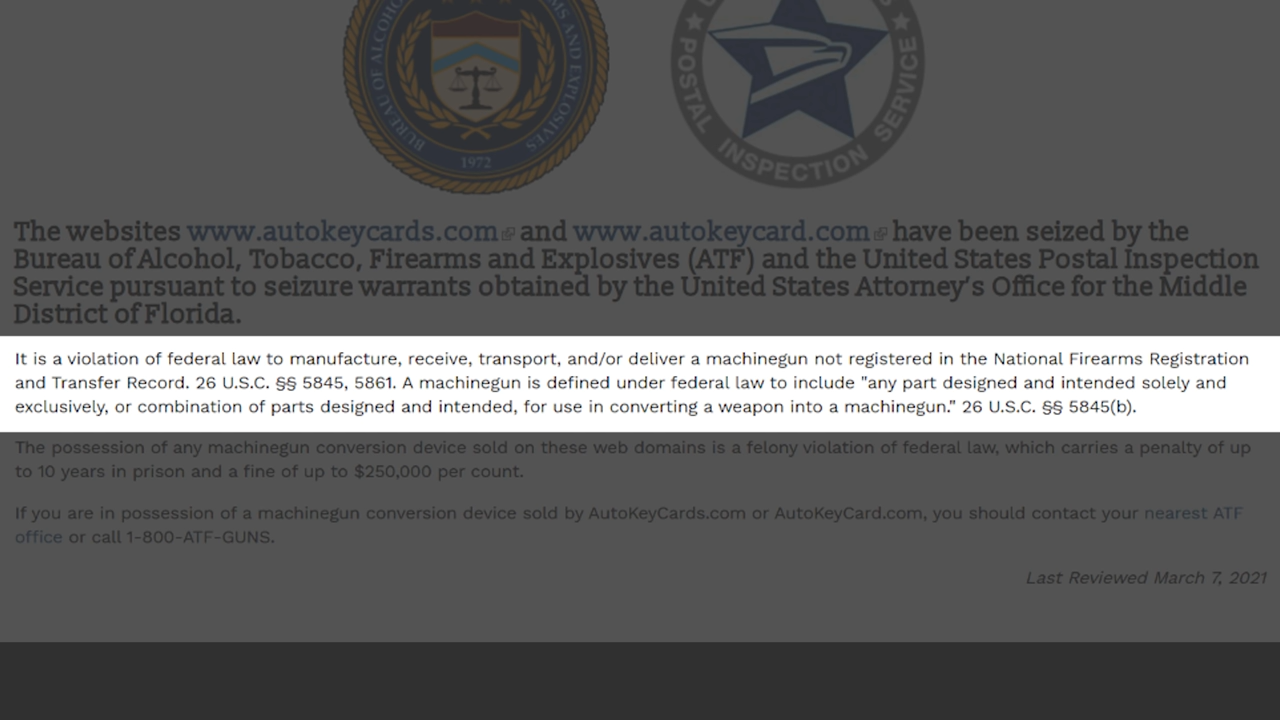 BUREAU OF ALCOHOL
MS AND EXPLOSIVES
1972
POSTAL INSPECTION SERVICE
The websites www.autokeycards.com and www.autokeycard.com have been seized by the
Bureau of Alcohol, Tobacco, Firearms and Explosives (ATF) and the United States Postal Inspection
Service pursuant to seizure warrants obtained by the United States Attorney’s Office for the Middle
District of Florida.
It is a violation of federal law to manufacture, receive, transport, and/or deliver a machinegun not registered in the National Firearms Registration
and Transfer Record. 26 U.S.C. §§ 5845, 5861. A machinegun is defined under federal law to include "any part designed and intended solely and
exclusively, or combination of parts designed and intended, for use in converting a weapon into a machinegun." 26 U.S.C. §§ 5845(b).
The possession of any machinegun conversion device sold on these web domains is a felony violation of federal law, which carries a penalty of up
to 10 years in prison and a fine of up to $250,000 per count.
If you are in possession of a machinegun conversion device sold by AutoKeyCards.com or AutoKeyCard.com, you should contact your nearest ATF
office or call 1-800-ATF-GUNS.
Last Reviewed March 7, 2021